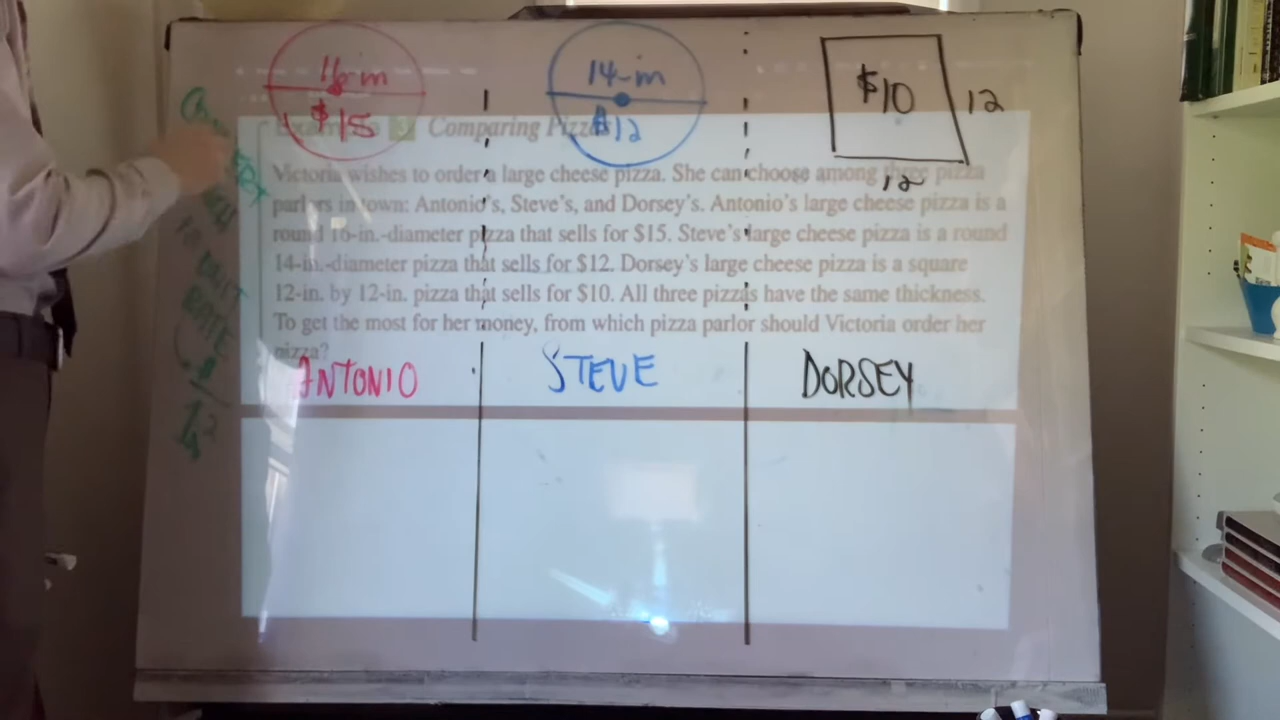 16-in
$15
14-in
$12
$10
12
12
Comparing
Victoria wishes to order a large cheese pizza. She can choose among three pizza
parlors in town: Antonio's, Steve's, and Dorsey's. Antonio's large cheese pizza is a
round 16-in.-diameter pizza that sells for $15. Steve's large cheese pizza is a round
14-in.-diameter pizza that sells for $12. Dorsey's large cheese pizza is a square
12-in. by 12-in. pizza that sells for $10. All three pizzas have the same thickness.
To get the most for her money, from which pizza parlor should Victoria order her
pizza?
ANTONIO
STEVE
DORSEY
TO UNIT
RATE
$
in²